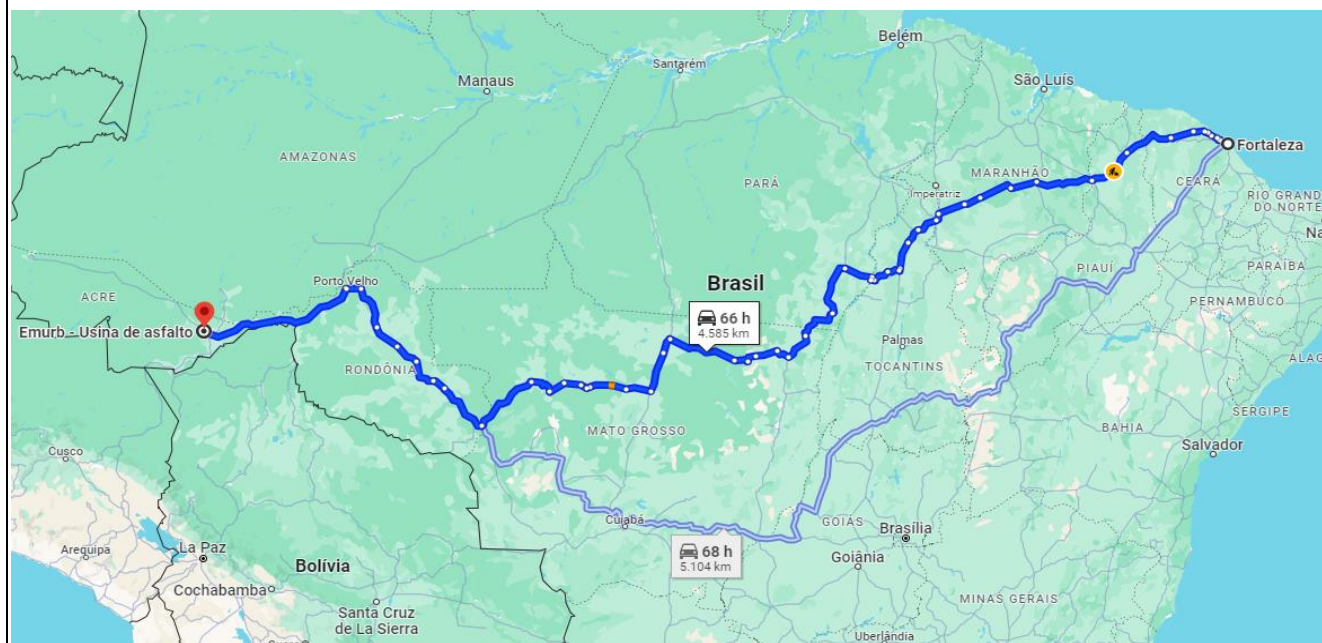 Belém
Santarém
Manaus
São Luís
Fortaleza
AMAZONAS
PARÁ
MARANHÃO
Imperatriz
CEARÁ
RIO GRANDE
DO NORTE
Na
Porto Velho
Brasil
PIAUÍ
PARAÍBA
ACRE
Emurb - Usina de asfalto
66 h
4.585 km
PERNAMBUCO
Palmas
TOCANTINS
ALAG
RONDÔNIA
MATO GROSSO
SERGIPE
BAHIA
Salvador
Cusco
Cuiabá
GOIÁS
Brasília
68 h
5.104 km
Goiânia
Arequipa
La Paz
Bolívia
Cochabamba
Santa Cruz
de La Sierra
MINAS GERAIS
Uberlândia